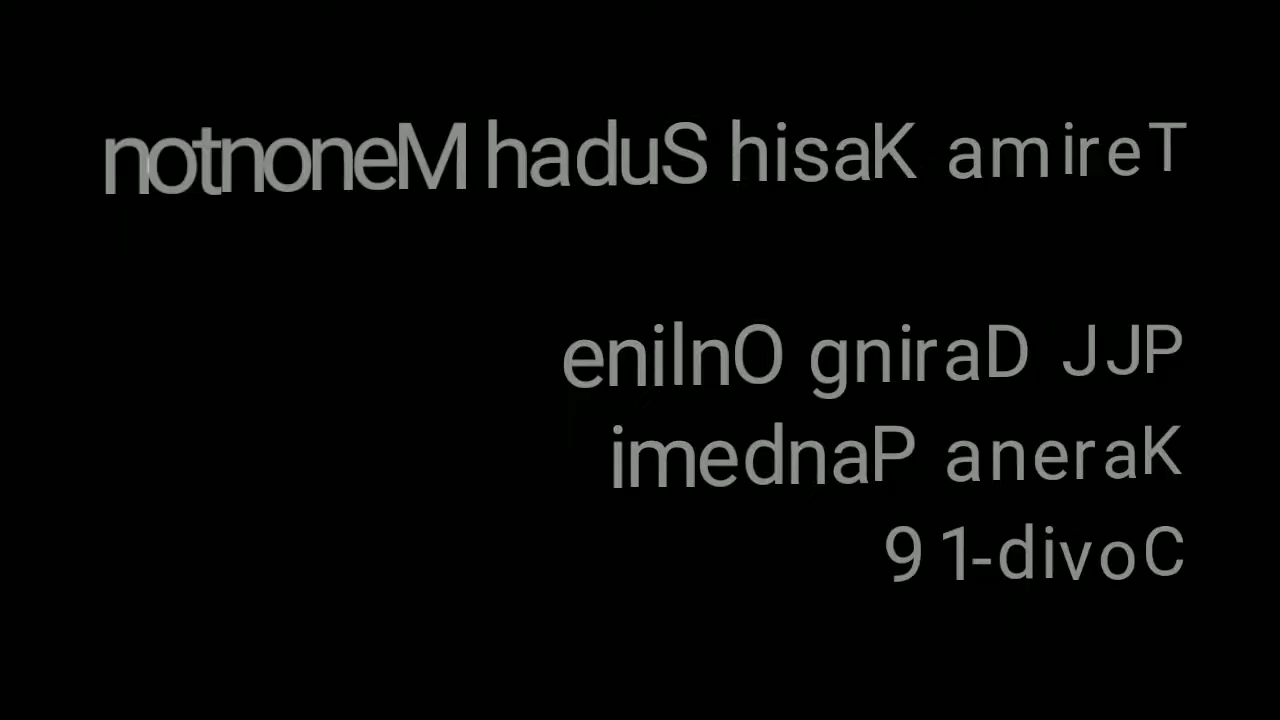 notnoneM haduS hisaK amireT
enilnO gniraD JJP
imednaP aneraK
91-divoC